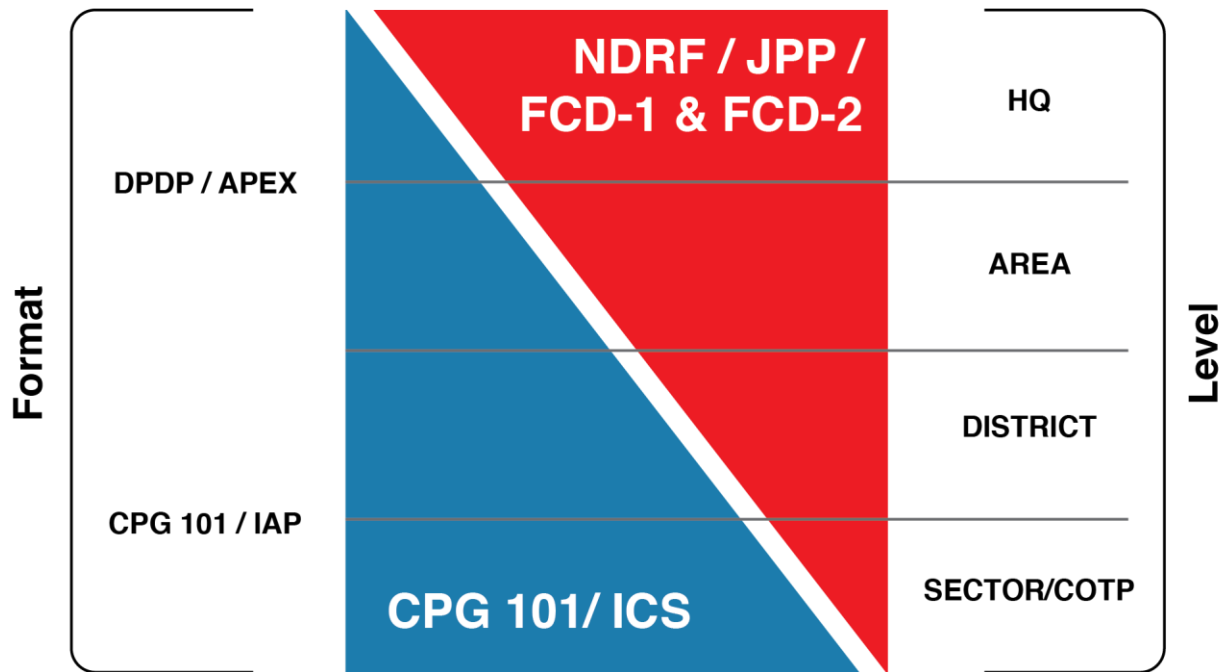 NDRF / JPP /
FCD-1 & FCD-2
HQ
DPDP / APEX
AREA
Format
Level
DISTRICT
CPG 101 / IAP
SECTOR/COTP
CPG 101/ ICS